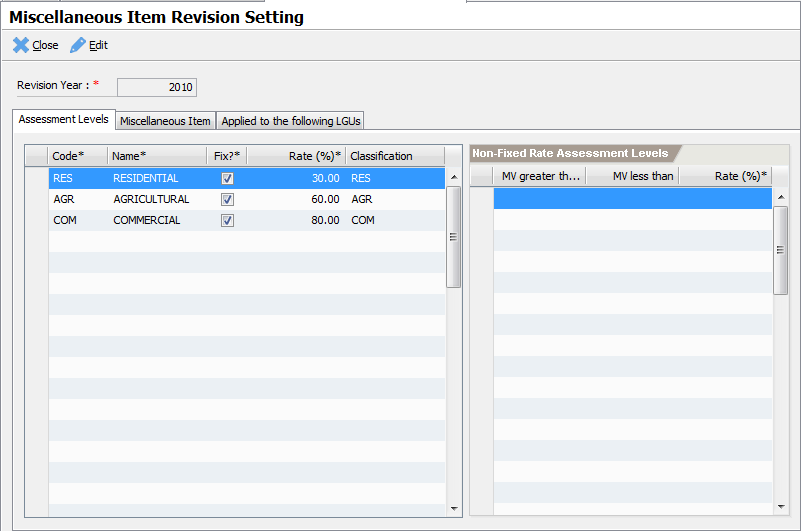 Miscellaneous Item Revision Setting
Close Edit
Revision Year : * 2010
Assessment Levels Miscellaneous Item Applied to the following LGUs
Code* Name* Fix?* Rate (%)* Classification
RES RESIDENTIAL 30.00 RES
AGR AGRICULTURAL 60.00 AGR
COM COMMERCIAL 80.00 COM
Non-Fixed Rate Assessment Levels
MV greater th... MV less than Rate (%)*